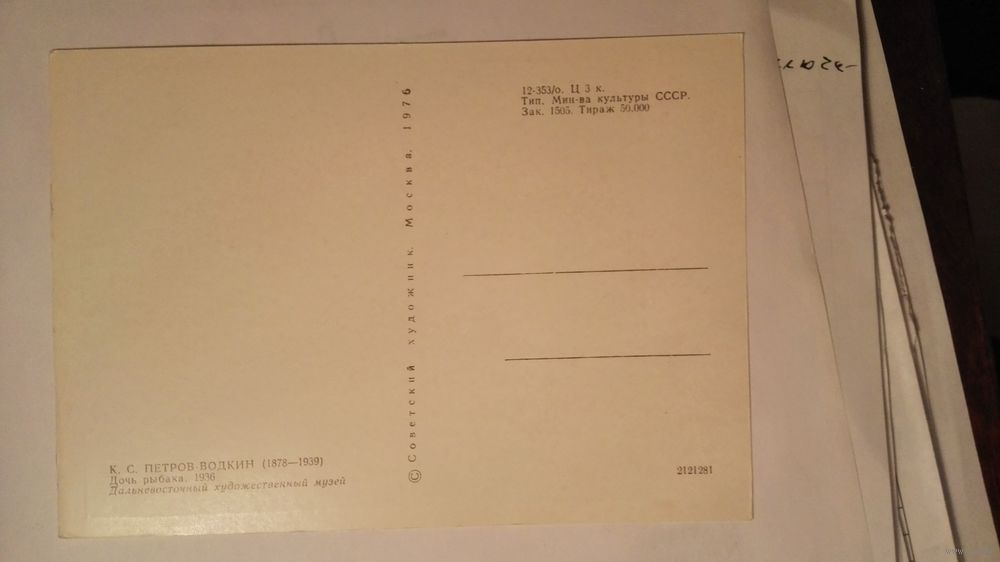 12-353/о. Ц 3 к.
Тип. Мин-ва культуры СССР.
Зак. 1505. Тираж 50.000
© Советский художник. Москва. 1976
К. С. ПЕТРОВ-ВОДКИН (1878—1939)
Дочь рыбака. 1936
Дальневосточный художественный музей
2121281